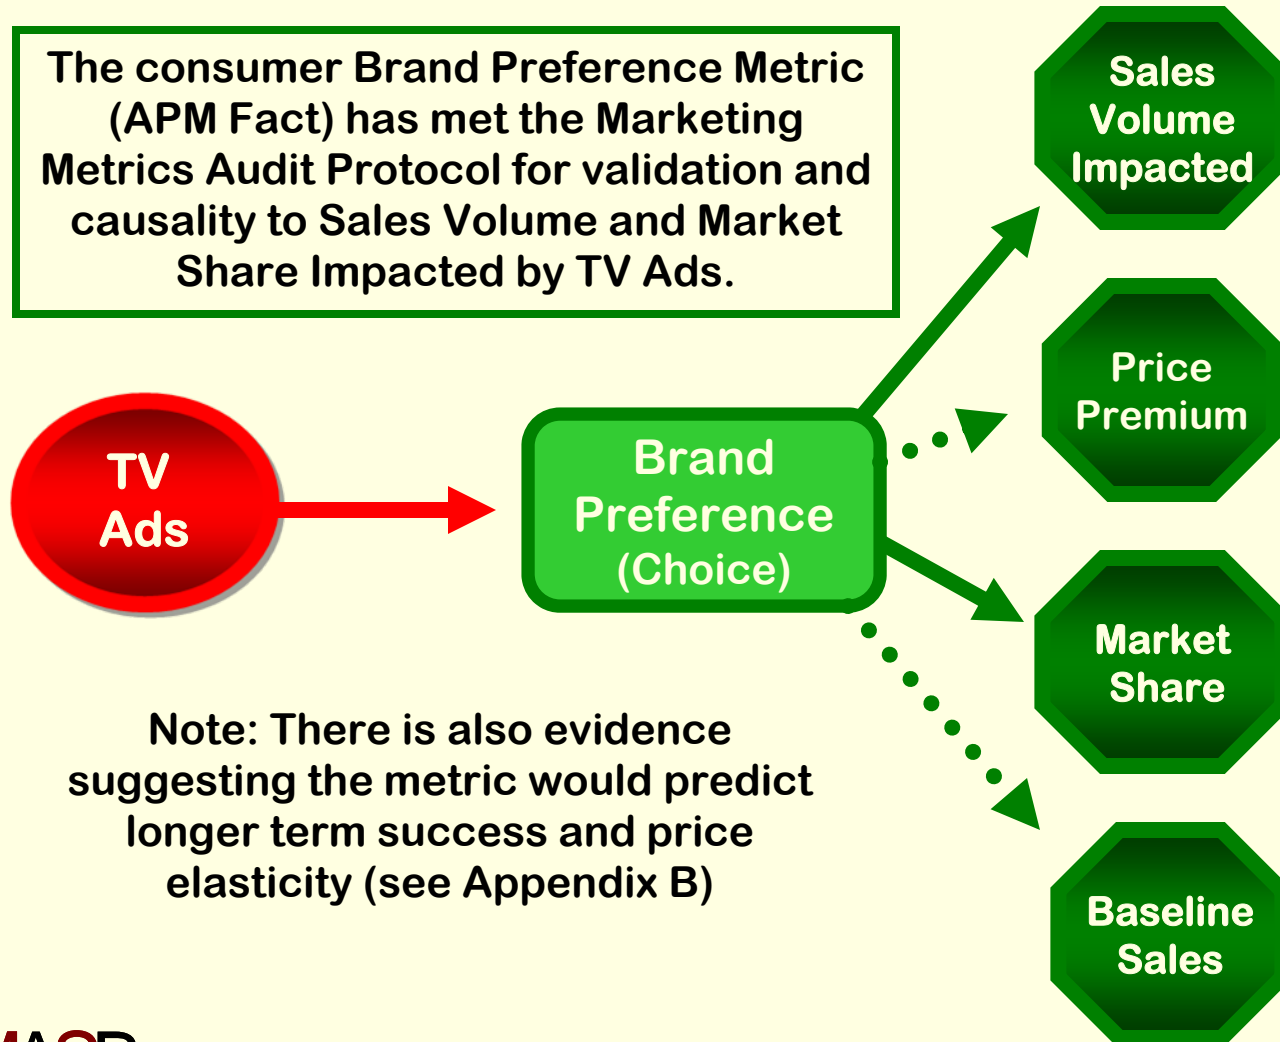 The consumer Brand Preference Metric
(APM Fact) has met the Marketing
Metrics Audit Protocol for validation and
causality to Sales Volume and Market
Share Impacted by TV Ads.
Sales
Volume
Impacted
Price
Premium
TV
Ads
Brand
Preference
(Choice)
Market
Share
Note: There is also evidence
suggesting the metric would predict
longer term success and price
elasticity (see Appendix B)
Baseline
Sales